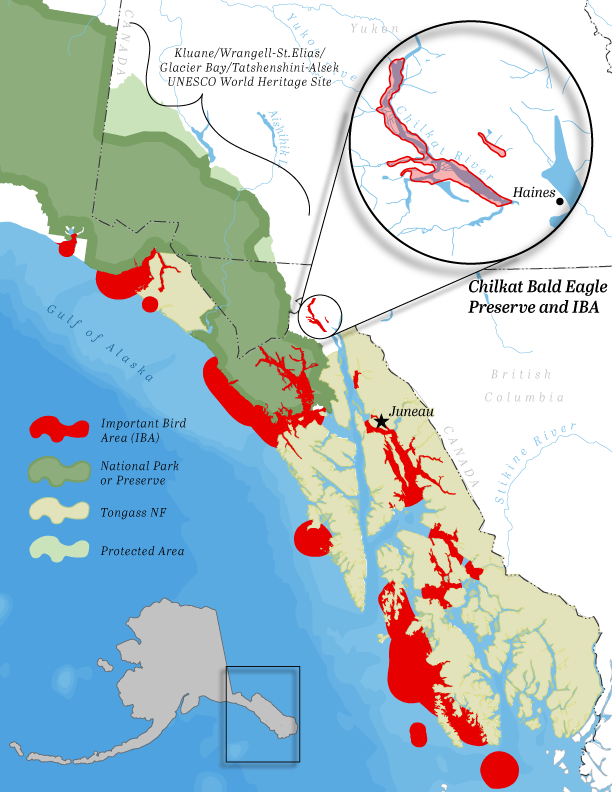 CANADA
Kluane/Wrangell-St.Elias/
Glacier Bay/Tatshenshini-Alsek
UNESCO World Heritage Site
Yukon River
Yukon
Aishihik L
Chilkat River
Haines
Chilkat Bald Eagle
Preserve and IBA
Gulf of Alaska
British
Columbia
Juneau
CANADA
Stikine River
Important Bird
Area (IBA)
National Park
or Preserve
Tongass NF
Protected Area